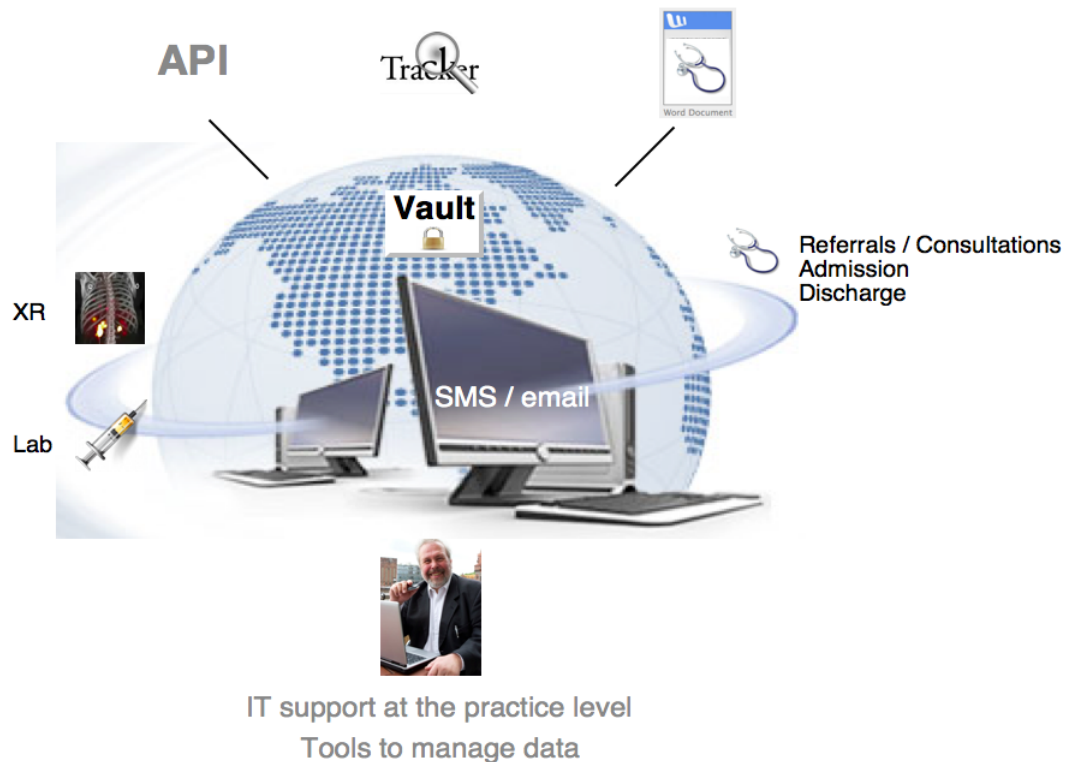 API
Tracker
Word Document
Vault
Referrals / Consultations
Admission
Discharge
XR
SMS / email
Lab
IT support at the practice level
Tools to manage data